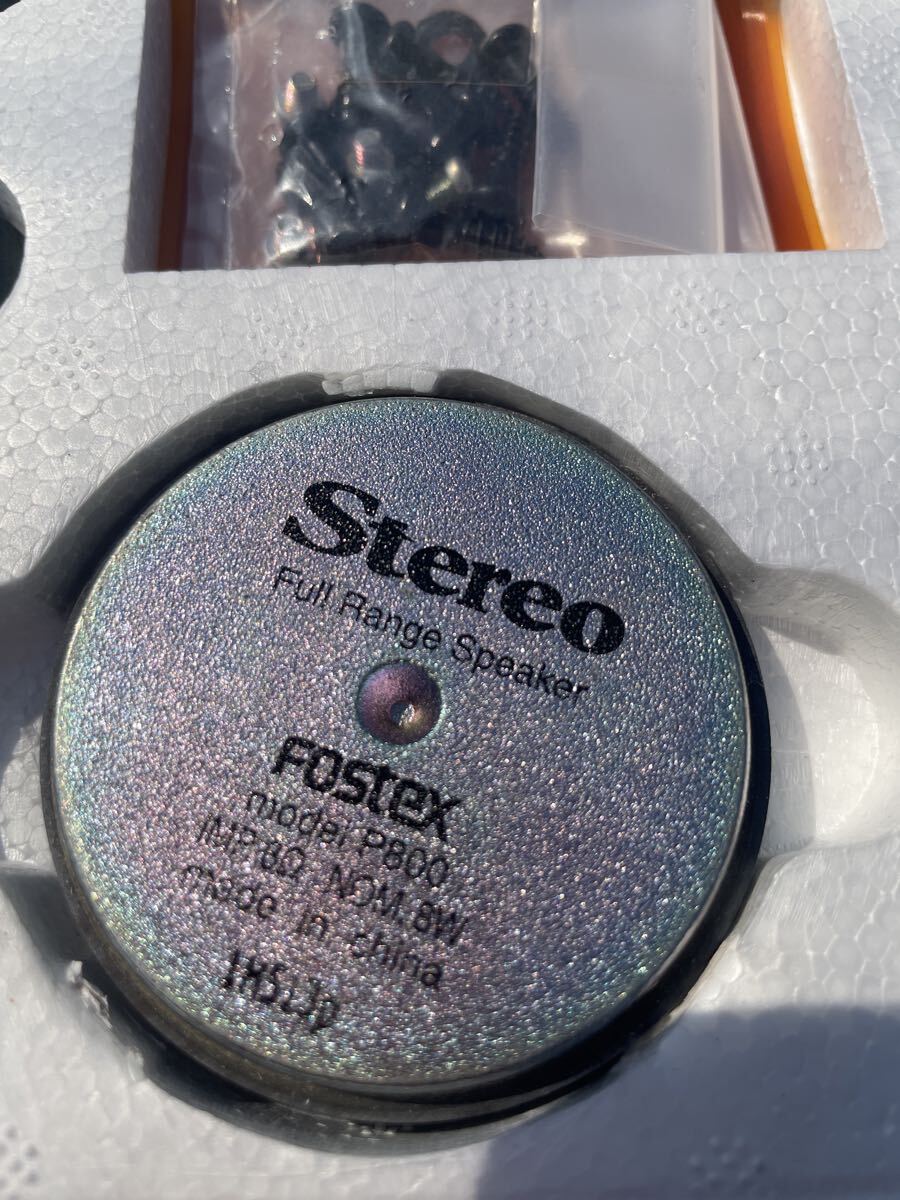 Stereo
Full Range Speaker
FOSTEX
model P800
IMP. 8Ω NOM. 8W
made in china